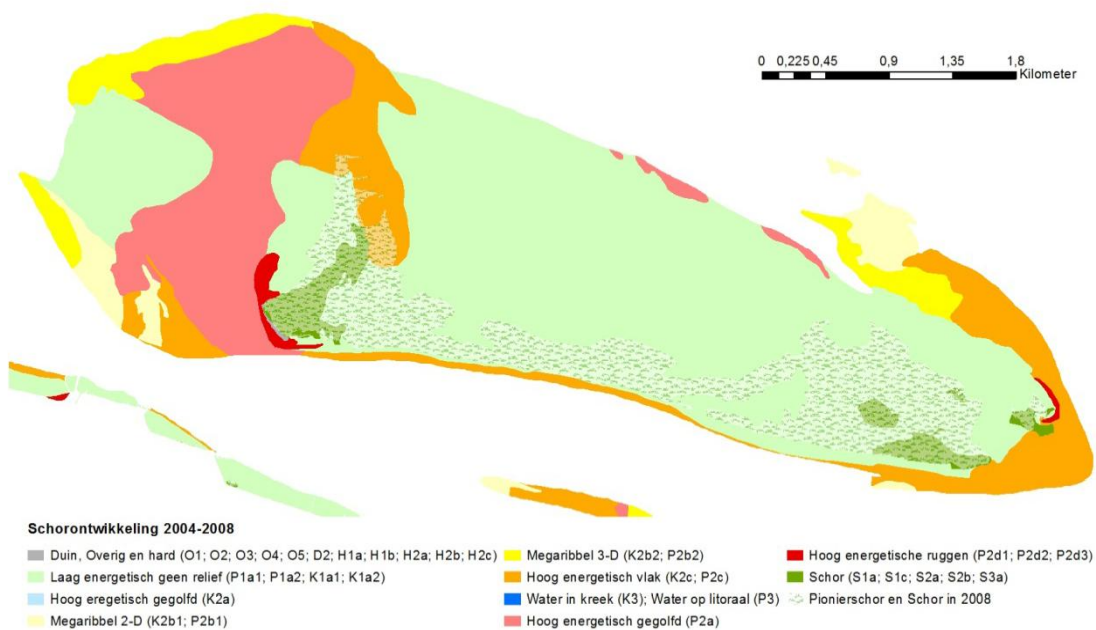 0 0,225 0,45 0,9 1,35 1,8
Kilometer
Schorontwikkeling 2004-2008
Duin, Overig en hard (O1; O2; O3; O4; O5; D2; H1a; H1b; H2a; H2b; H2c)
Laag energetisch geen relief (P1a1; P1a2; K1a1; K1a2)
Hoog eregetisch gegolfd (K2a)
Megaribbel 2-D (K2b1; P2b1)
Megaribbel 3-D (K2b2; P2b2)
Hoog energetisch vlak (K2c; P2c)
Water in kreek (K3); Water op litoraal (P3)
Hoog energetisch gegolfd (P2a)
Hoog energetische ruggen (P2d1; P2d2; P2d3)
Schor (S1a; S1c; S2a; S2b; S3a)
Pionierschor en Schor in 2008